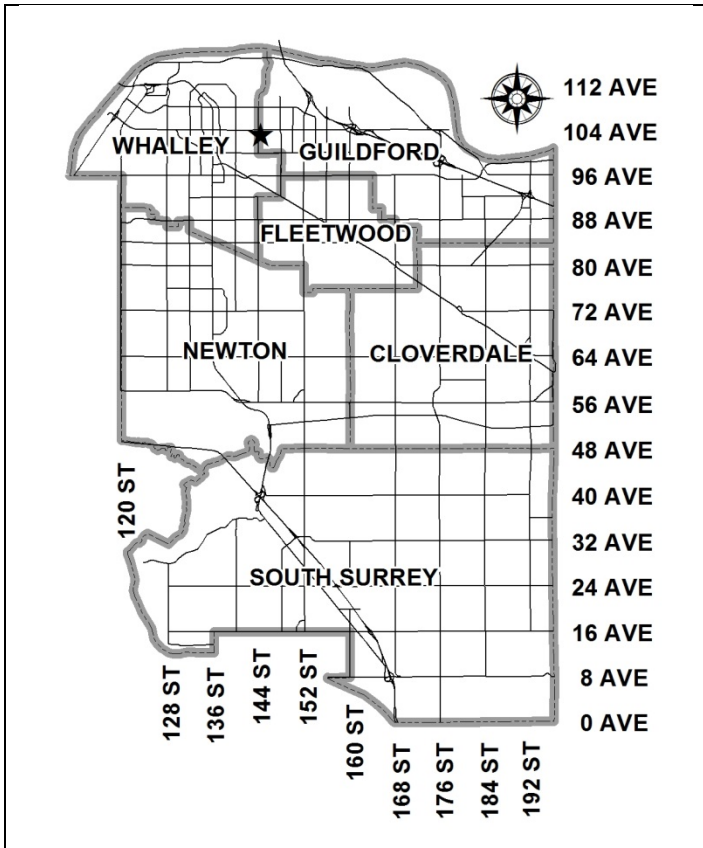 112 AVE
104 AVE
WHALLEY
GUILDFORD
96 AVE
88 AVE
FLEETWOOD
80 AVE
72 AVE
NEWTON
CLOVERDALE
64 AVE
56 AVE
48 AVE
120 ST
40 AVE
32 AVE
SOUTH SURREY
24 AVE
16 AVE
128 ST
136 ST
144 ST
152 ST
160 ST
8 AVE
0 AVE
168 ST
176 ST
184 ST
192 ST